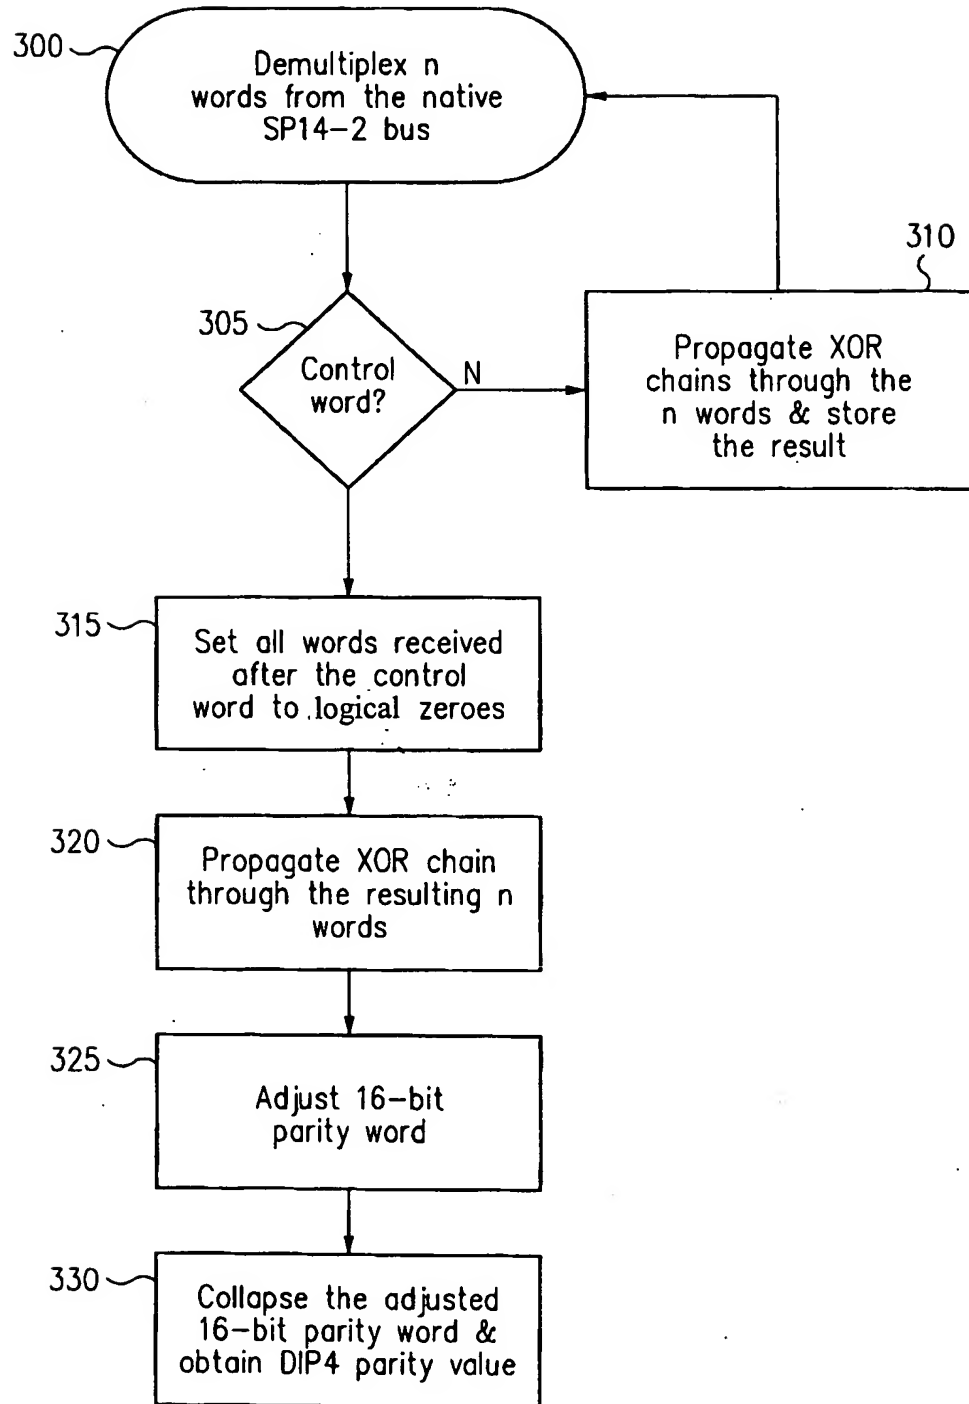 300
Demultiplex n
words from the native
SP14-2 bus
310
305
Control
word?
N
Propagate XOR
chains through the
n words & store
the result
315
Set all words received
after the control
word to logical zeroes
320
Propagate XOR chain
through the resulting n
words
325
Adjust 16-bit
parity word
330
Collapse the adjusted
16-bit parity word &
obtain DIP4 parity value